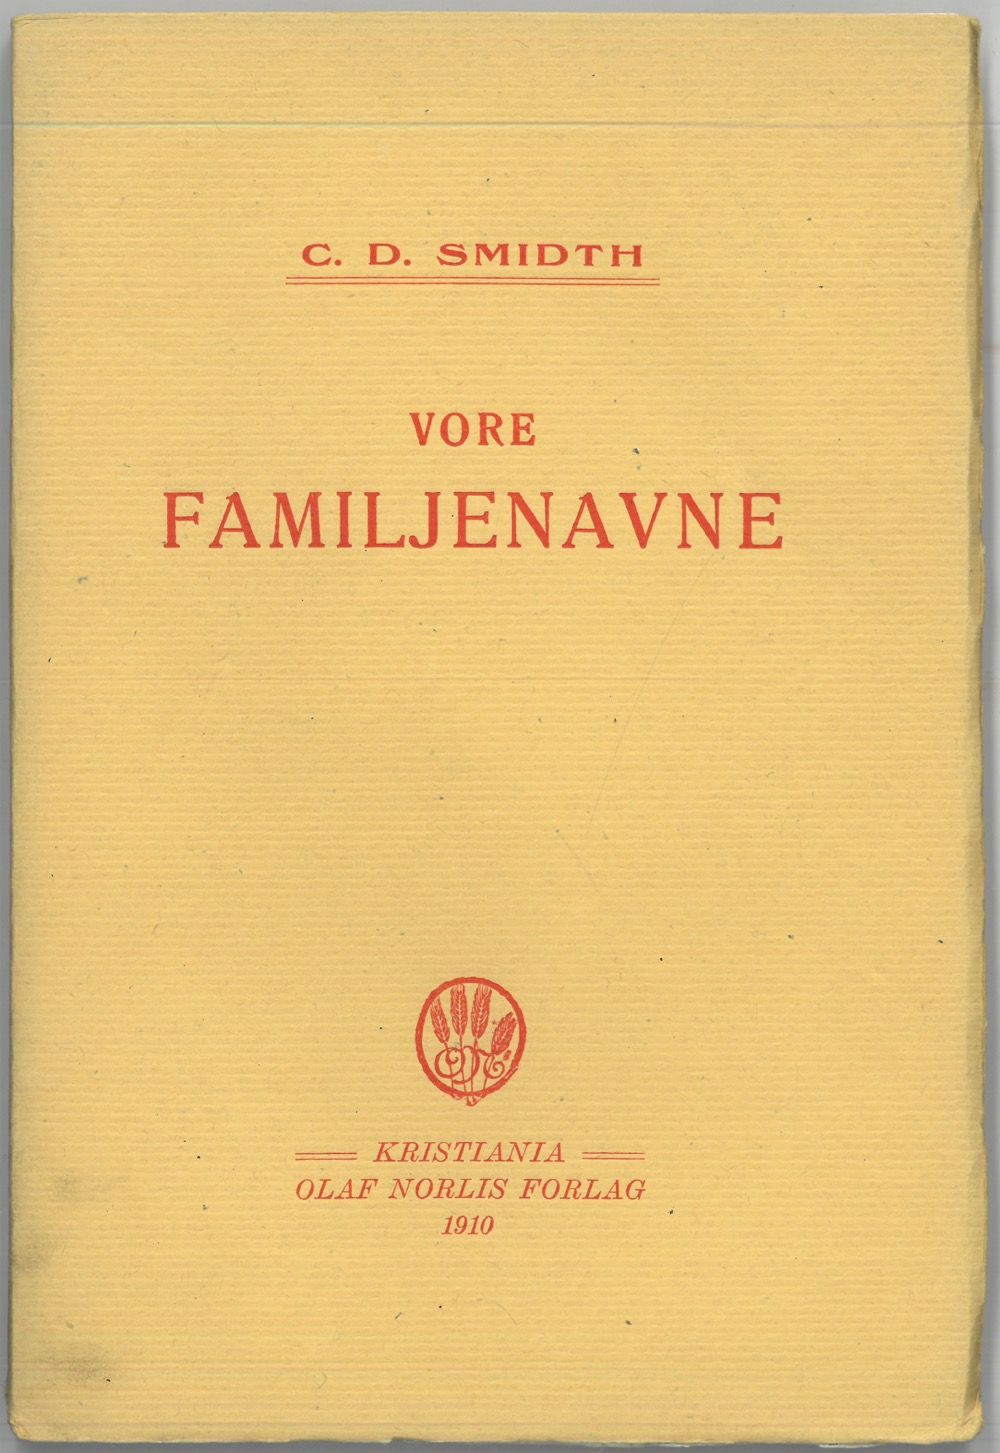 C. D. SMIDTH
VORE
FAMILJENAVNE
KRISTIANIA
OLAF NORLIS FORLAG
1910